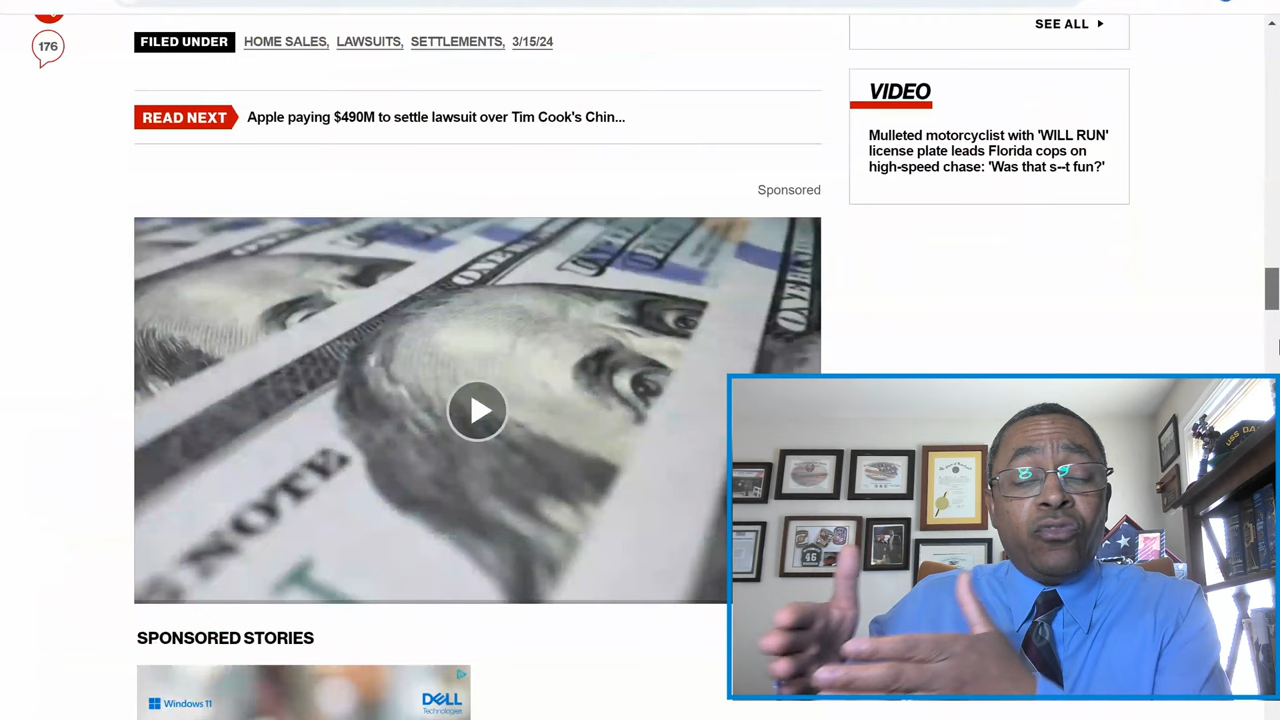 SEE ALL
176
FILED UNDER HOME SALES, LAWSUITS, SETTLEMENTS, 3/15/24
READ NEXT Apple paying $490M to settle lawsuit over Tim Cook's Chin...
VIDEO
Mulleted motorcyclist with 'WILL RUN'
license plate leads Florida cops on
high-speed chase: 'Was that s--t fun?'
Sponsored
NOTE
SPONSORED STORIES
Windows 11
DELL
Technologies
46